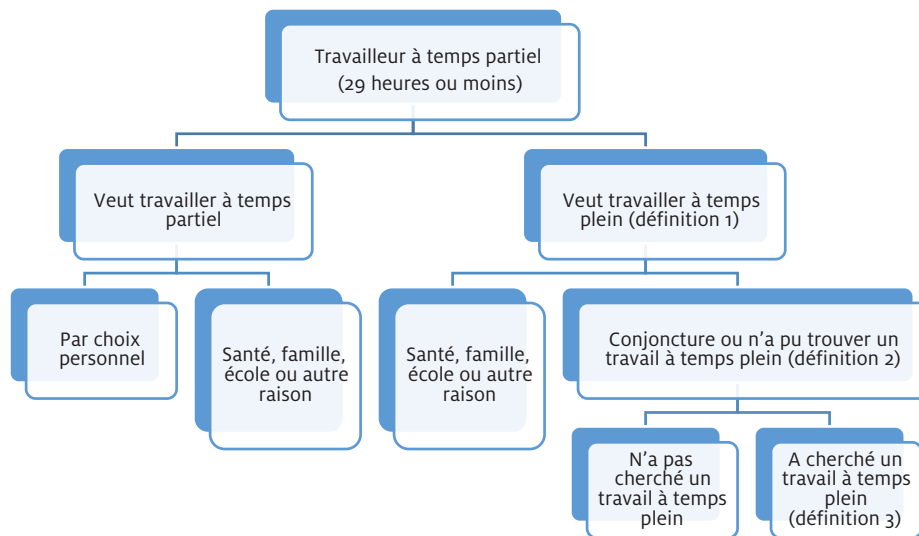 Travailleur à temps partiel
(29 heures ou moins)
Veut travailler à temps
partiel
Veut travailler à temps
plein (définition 1)
Par choix
personnel
Santé, famille,
école ou autre
raison
Santé, famille,
école ou autre
raison
Conjoncture ou n'a pu trouver un
travail à temps plein (définition 2)
N'a pas
cherché un
travail à temps
plein
A cherché un
travail à temps
plein
(définition 3)